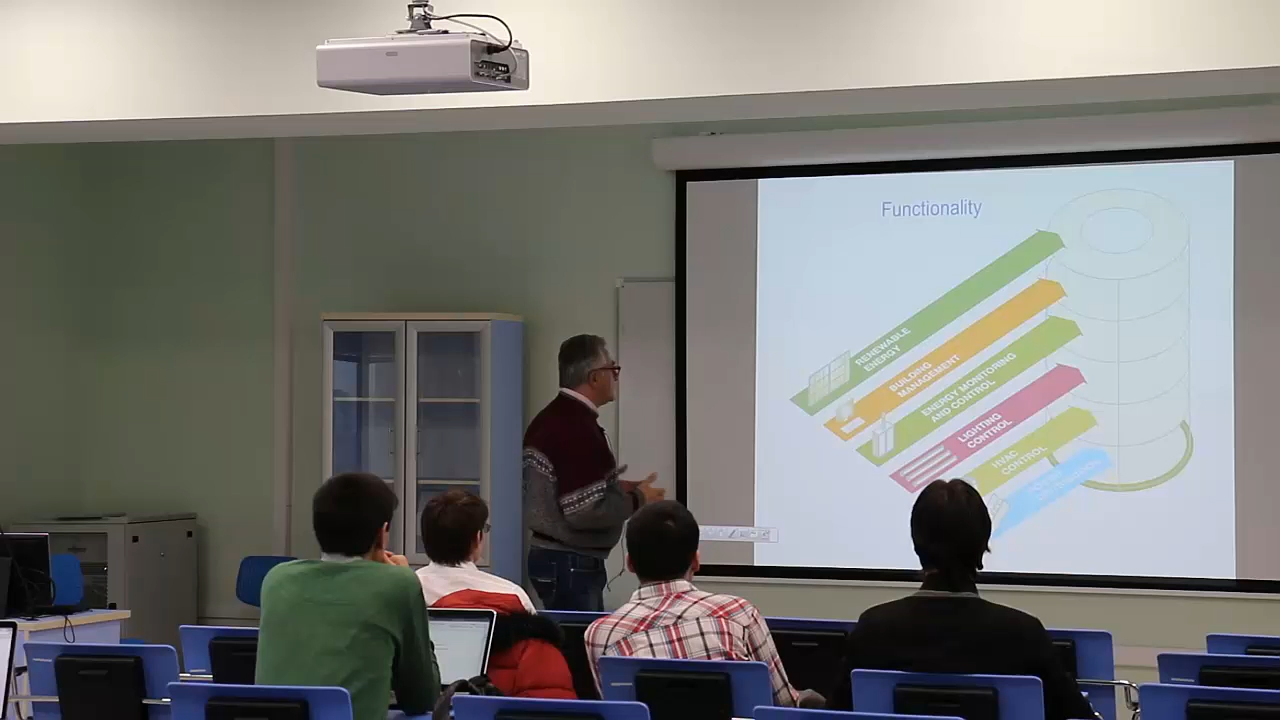 Functionality
RENEWABLE
ENERGY
BUILDING
MANAGEMENT
ENERGY MONITORING
AND CONTROL
LIGHTING
CONTROL
HVAC
CONTROL